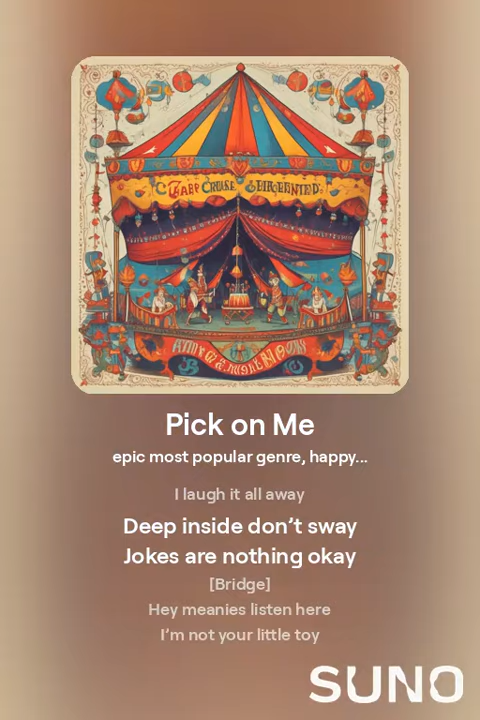 Pick on Me
epic most popular genre, happy...
I laugh it all away
Deep inside don't sway
Jokes are nothing okay
[Bridge]
Hey meanies listen here
I'm not your little toy
SUNO